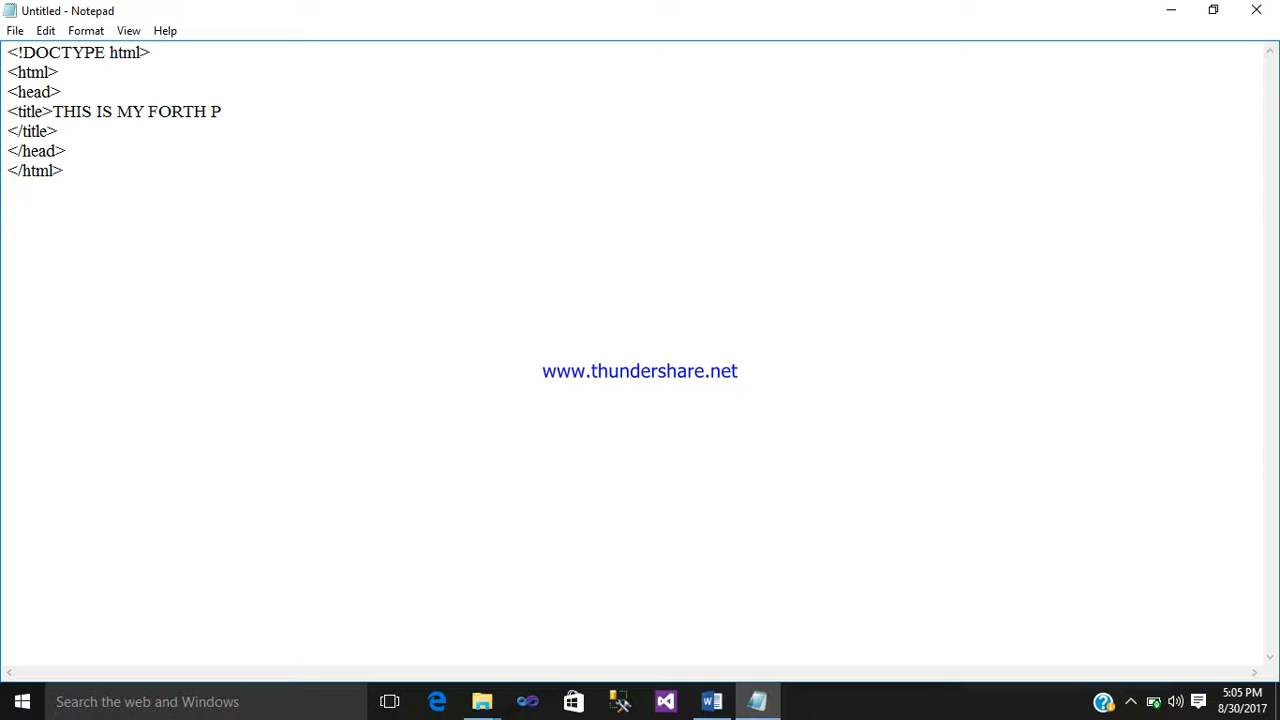 Untitled - Notepad
File Edit Format View Help
<!DOCTYPE html>
<html>
<head>
<title>THIS IS MY FORTH P
</title>
</head>
</html>
www.thundershare.net
Search the web and Windows
5:05 PM
8/30/2017